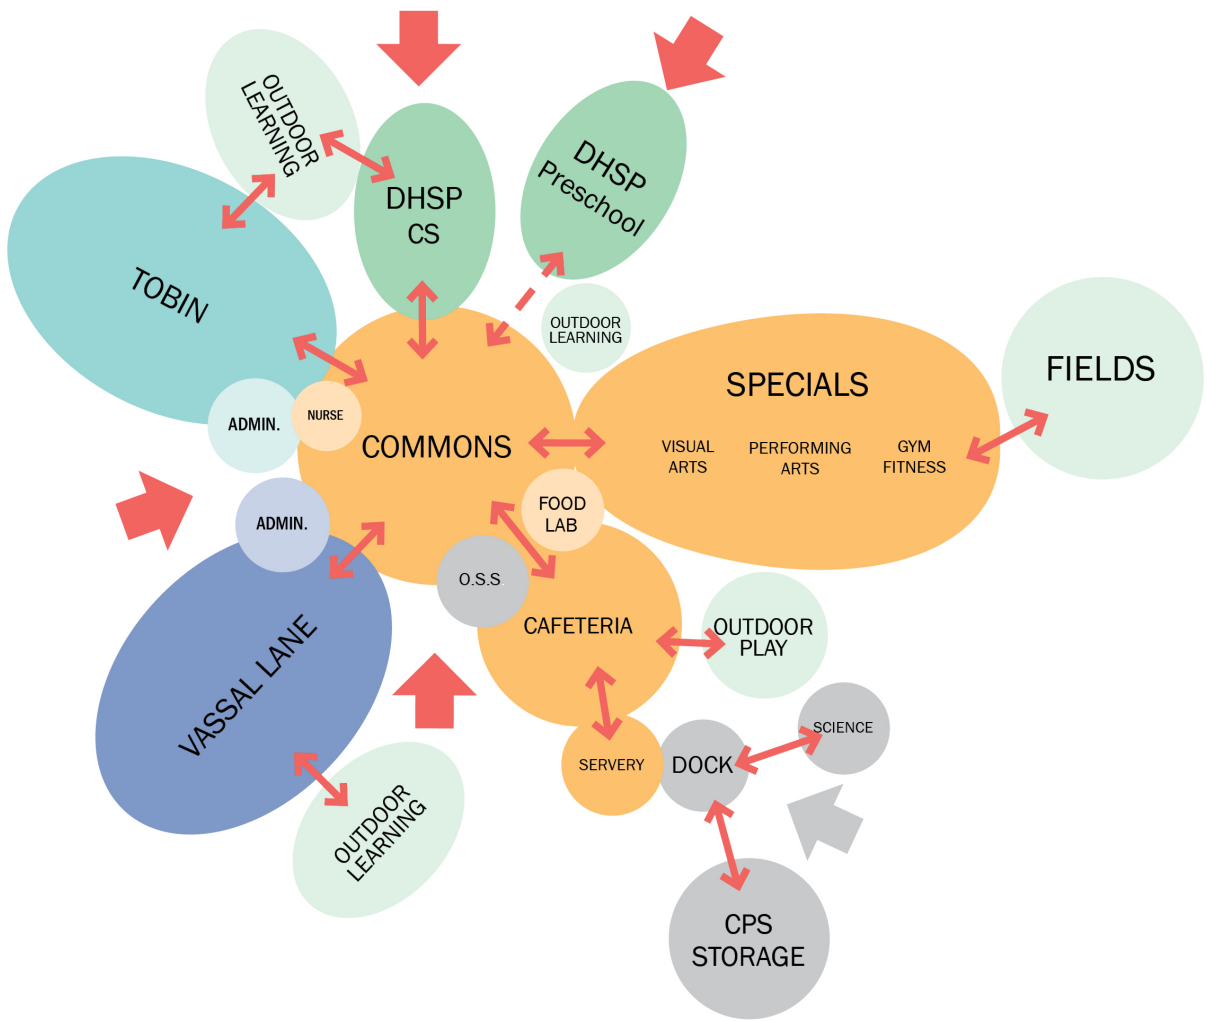 OUTDOOR
LEARNING
DHSP
CS
DHSP
Preschool
TOBIN
OUTDOOR
LEARNING
FIELDS
SPECIALS
VISUAL
ARTS
PERFORMING
ARTS
GYM
FITNESS
ADMIN.
NURSE
COMMONS
FOOD
LAB
ADMIN.
O.S.S
CAFETERIA
OUTDOOR
PLAY
VASSAL LANE
SCIENCE
SERVERY
DOCK
OUTDOOR
LEARNING
CPS
STORAGE